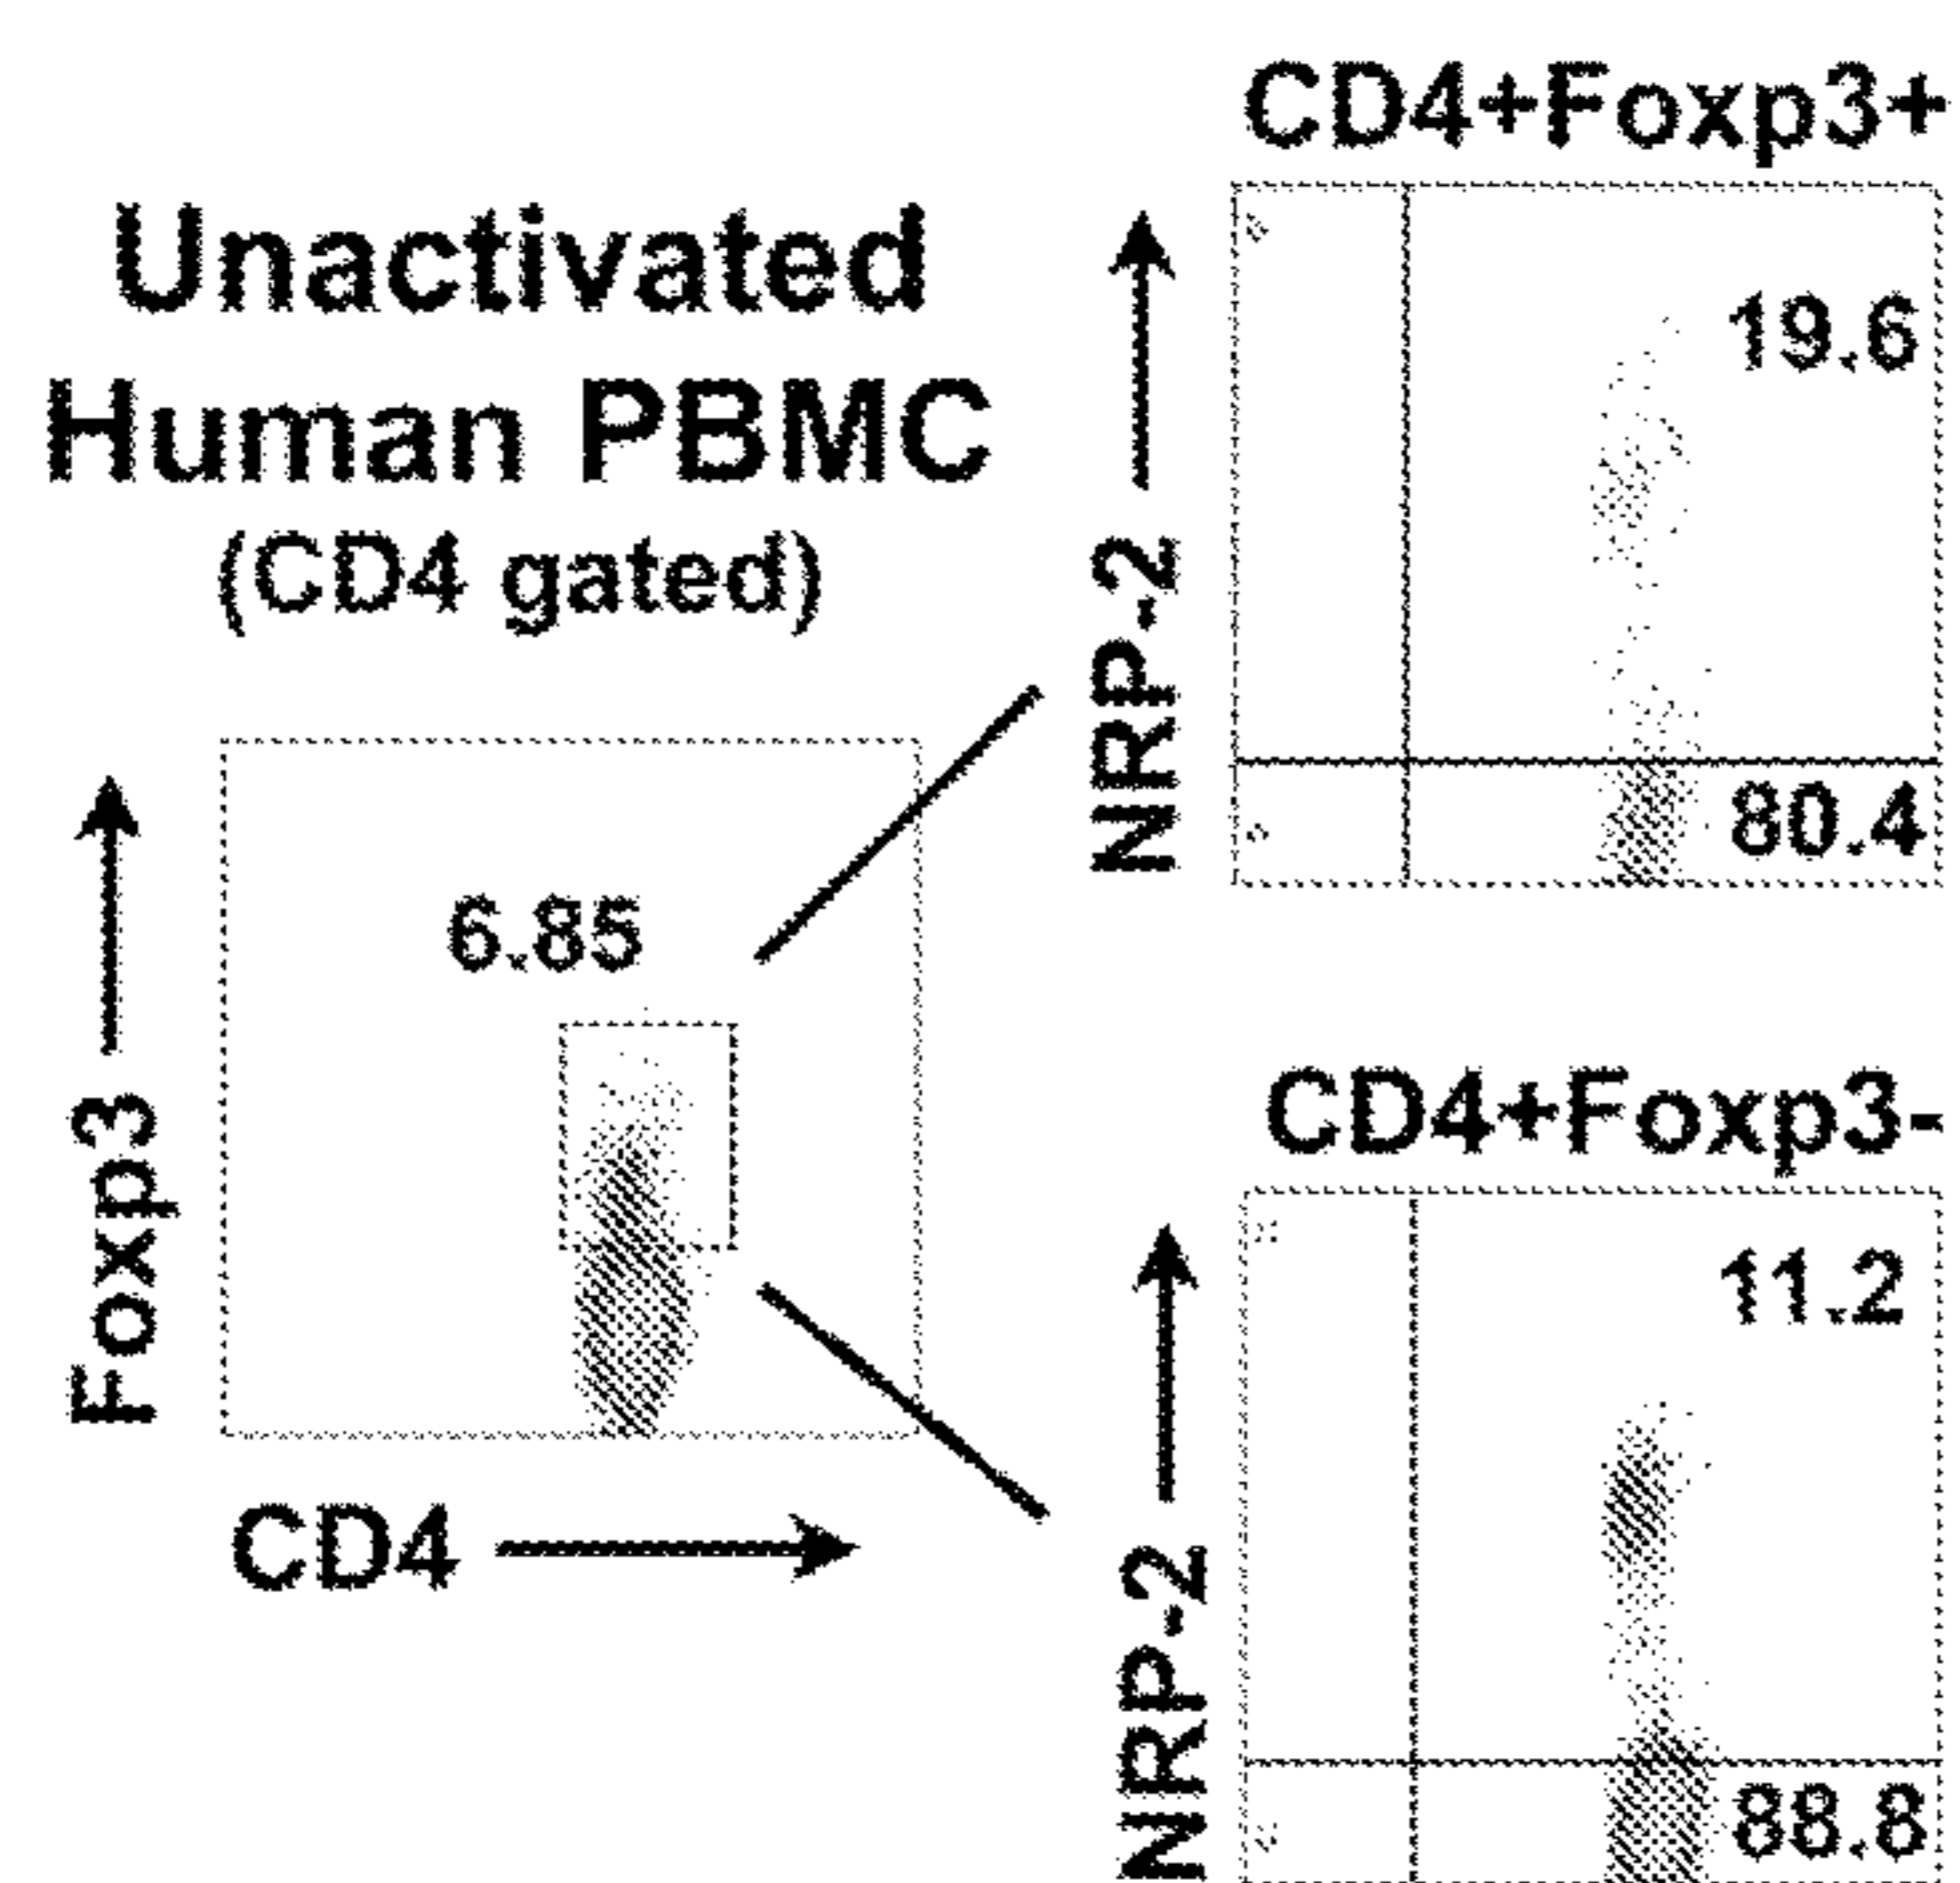 Unactivated
Human PBMC
(CD4 gated)
Foxp3
6.85
CD4
CD4+Foxp3+
NRP-2
19.6
80.4
CD4+Foxp3-
NRP-2
11.2
88.8